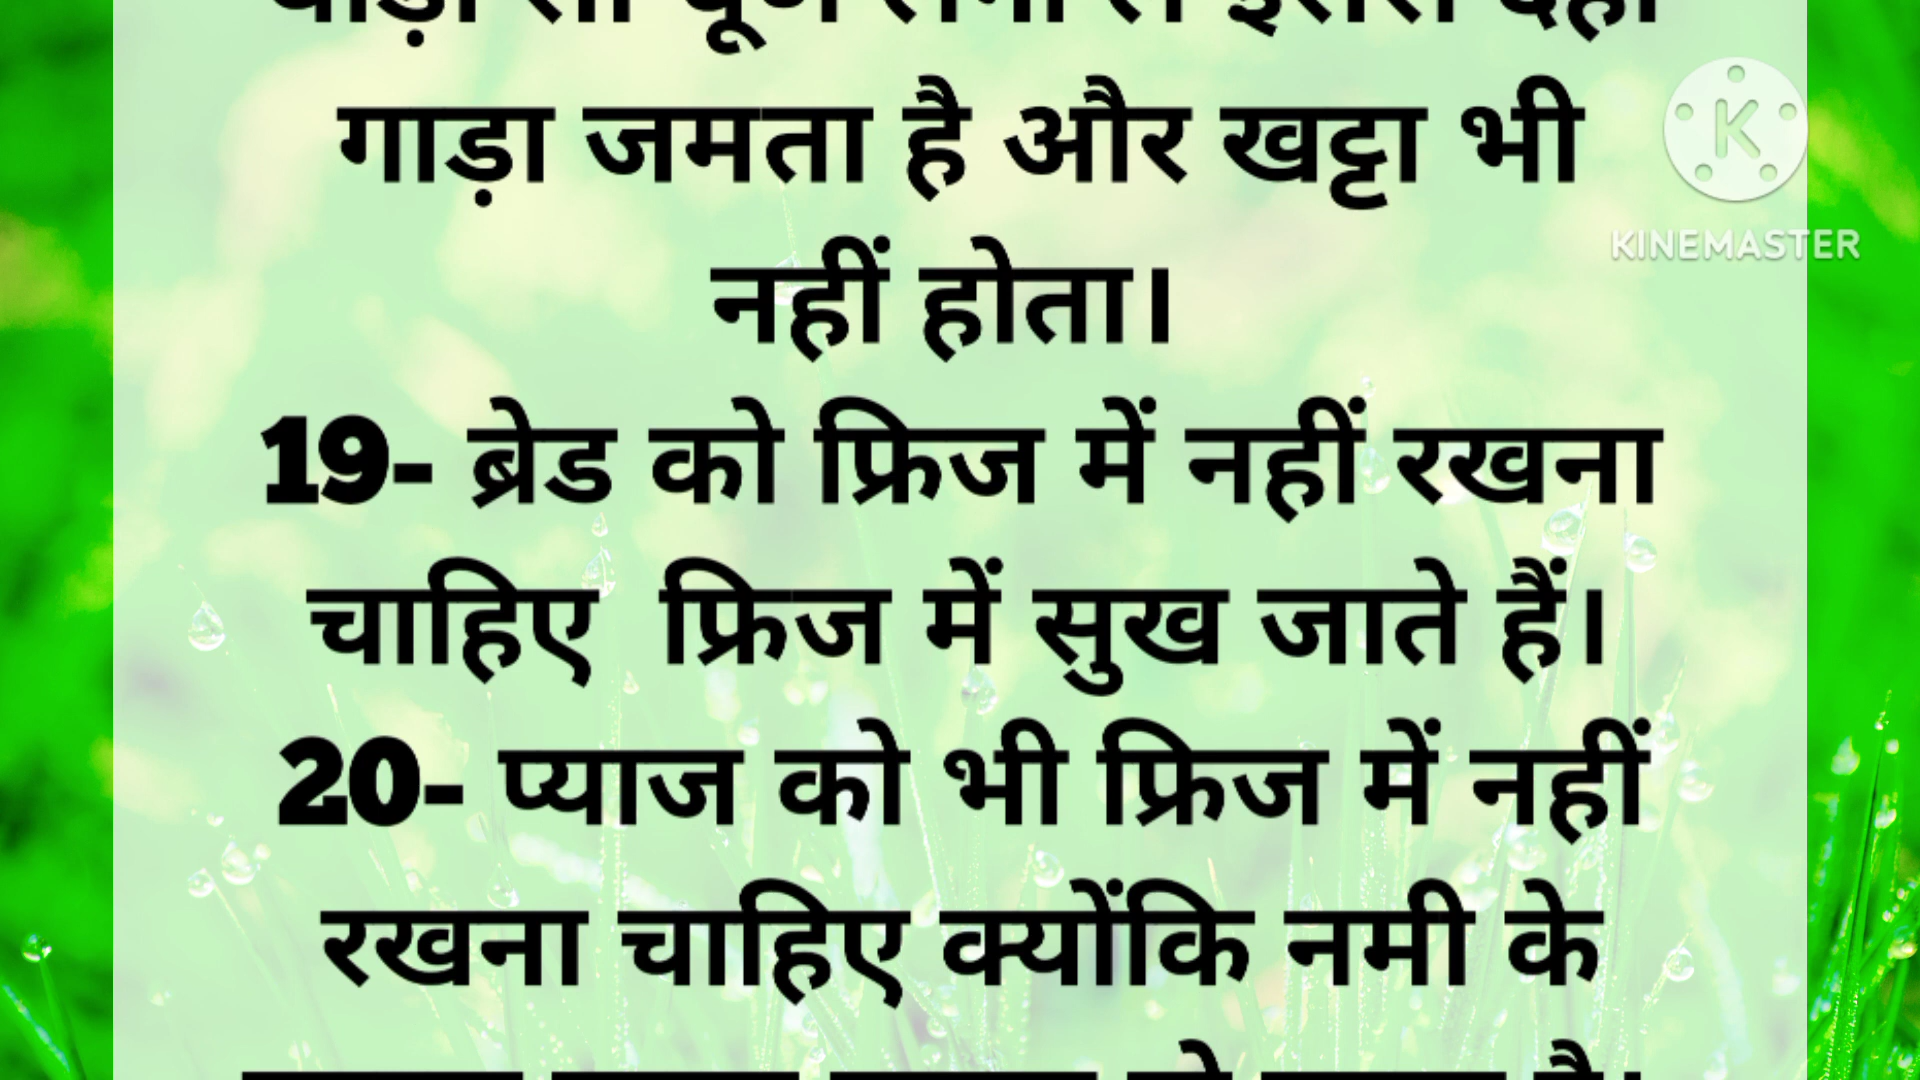 गाड़ा जमता है और खट्टा भी
नहीं होता।
19- ब्रेड को फ्रिज में नहीं रखना
चाहिए फ्रिज में सुख जाते हैं।
20- प्याज को भी फ्रिज में नहीं
रखना चाहिए क्योंकि नमी के
K
KINEMASTER